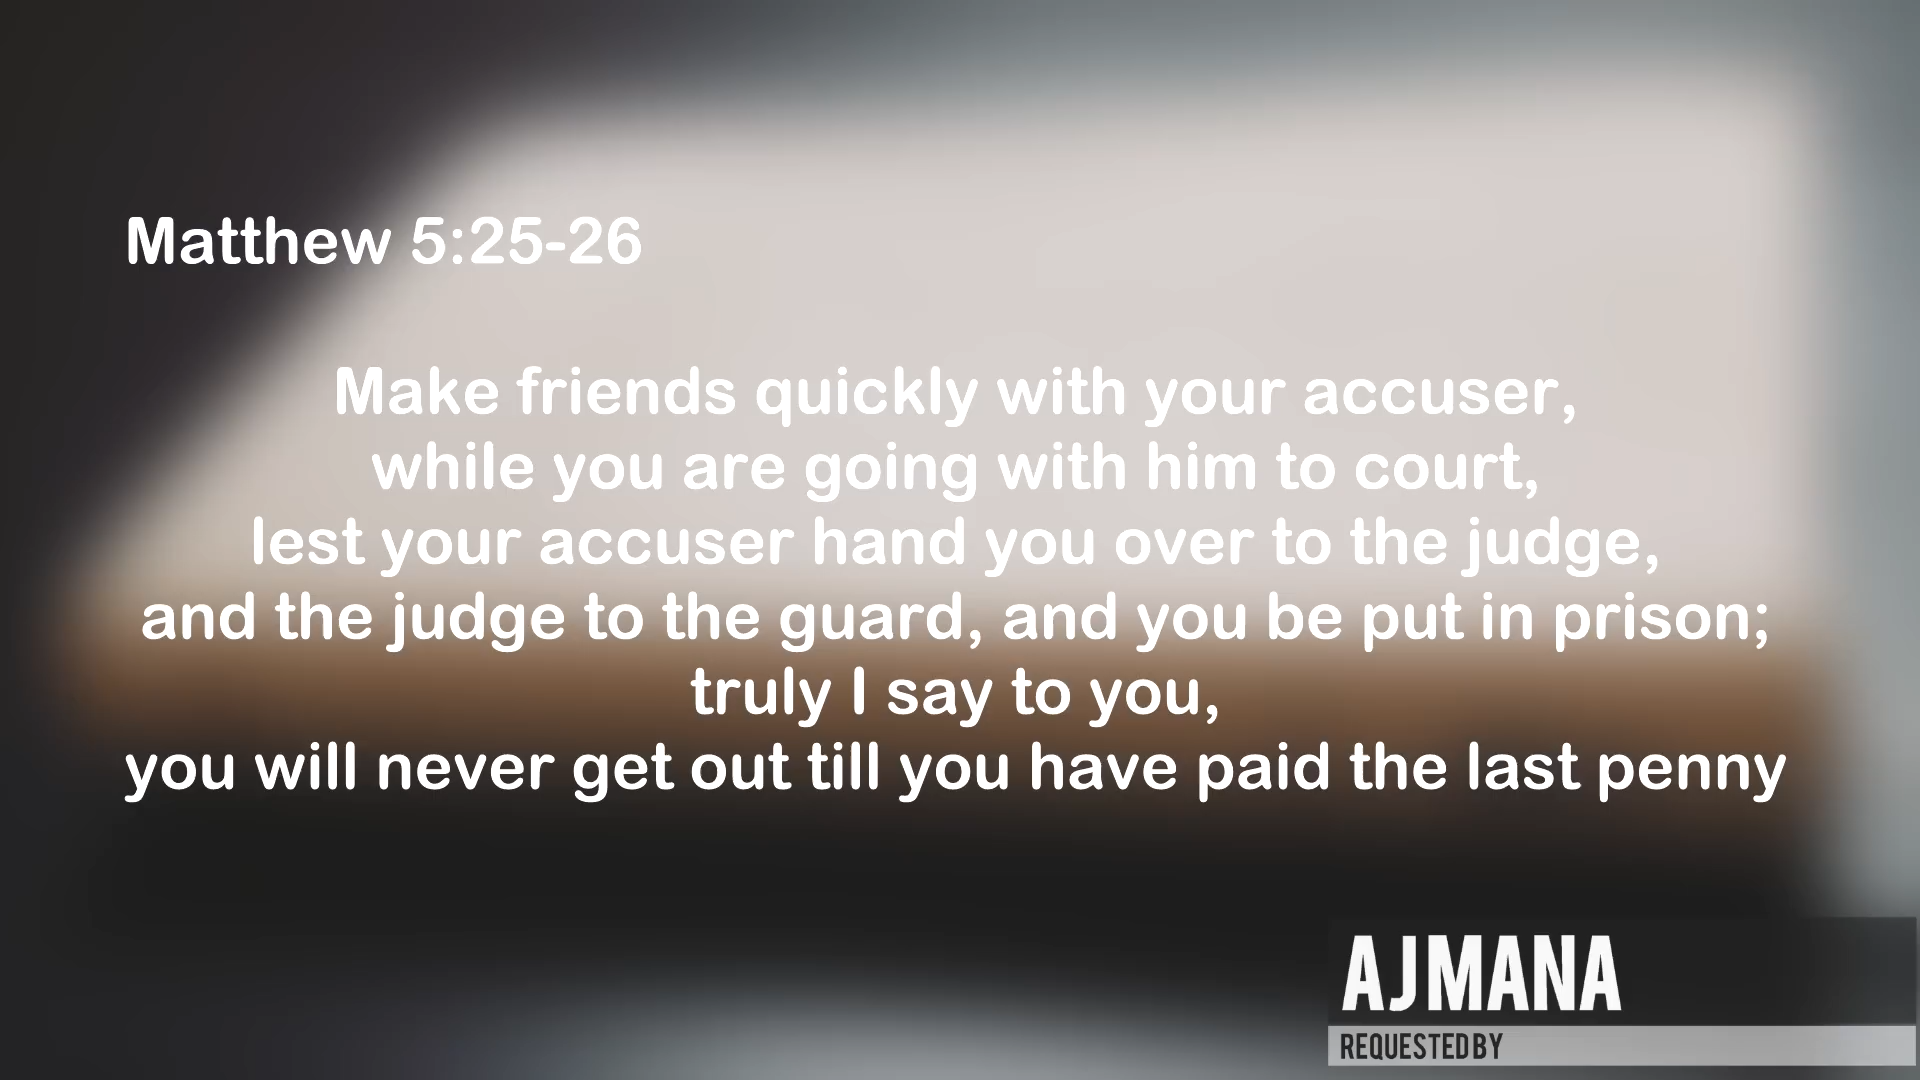 Matthew 5:25-26
Make friends quickly with your accuser,
while you are going with him to court,
lest your accuser hand you over to the judge,
and the judge to the guard, and you be put in prison;
truly I say to you,
you will never get out till you have paid the last penny
AJMANA
REQUESTED BY